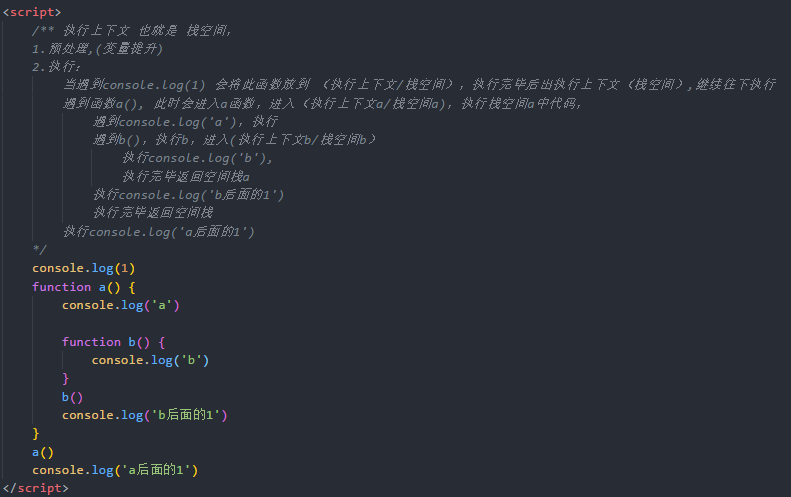 <script>
/** 执行上下文 也就是 栈空间，
1.预处理,(变量提升)
2.执行:
当遇到console.log(1) 会将此函数放到 （执行上下文/栈空间），执行完毕后出执行上下文（栈空间）,继续往下执行
遇到函数a(), 此时会进入a函数，进入（执行上下文a/栈空间a)，执行栈空间a中代码，
遇到console.log('a')，执行
遇到b()，执行b，进入(执行上下文b/栈空间b）
执行console.log('b'),
执行完毕返回空间栈a
执行console.log('b后面的1')
执行完毕返回空间栈
执行console.log('a后面的1')
*/
console.log(1)
function a() {
console.log('a')
function b() {
console.log('b')
}
b()
console.log('b后面的1')
}
a()
console.log('a后面的1')
</script>